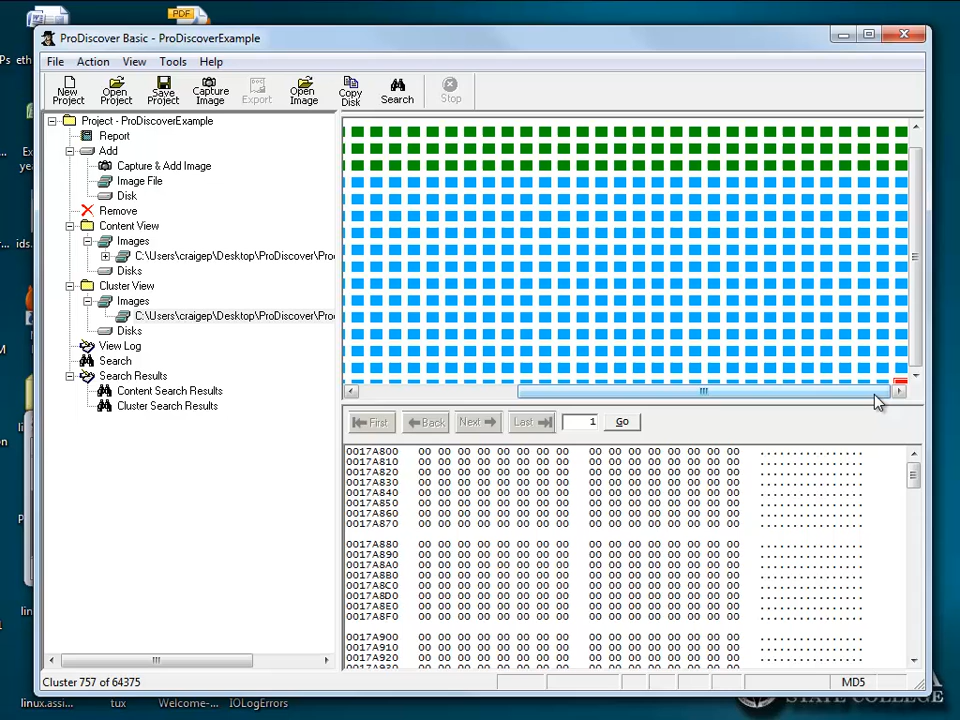 PDF
ProDiscover Basic - ProDiscoverExample
File Action View Tools Help
New Project
Open Project
Save Project
Capture Image
Export
Open Image
Copy Disk
Search
Stop
Project - ProDiscoverExample
Report
Add
Capture & Add Image
Image File
Disk
Remove
Content View
Images
C:\Users\craigep\Desktop\ProDiscover\Pro
Disks
Cluster View
Images
C:\Users\craigep\Desktop\ProDiscover\Pro
Disks
View Log
Search
Search Results
Content Search Results
Cluster Search Results
First Back Next Last 1 Go
0017A800 00 00 00 00 00 00 00 00 00 00 00 00 00 00 00 00 ................
0017A810 00 00 00 00 00 00 00 00 00 00 00 00 00 00 00 00 ................
0017A820 00 00 00 00 00 00 00 00 00 00 00 00 00 00 00 00 ................
0017A830 00 00 00 00 00 00 00 00 00 00 00 00 00 00 00 00 ................
0017A840 00 00 00 00 00 00 00 00 00 00 00 00 00 00 00 00 ................
0017A850 00 00 00 00 00 00 00 00 00 00 00 00 00 00 00 00 ................
0017A860 00 00 00 00 00 00 00 00 00 00 00 00 00 00 00 00 ................
0017A870 00 00 00 00 00 00 00 00 00 00 00 00 00 00 00 00 ................
0017A880 00 00 00 00 00 00 00 00 00 00 00 00 00 00 00 00 ................
0017A890 00 00 00 00 00 00 00 00 00 00 00 00 00 00 00 00 ................
0017A8A0 00 00 00 00 00 00 00 00 00 00 00 00 00 00 00 00 ................
0017A8B0 00 00 00 00 00 00 00 00 00 00 00 00 00 00 00 00 ................
0017A8C0 00 00 00 00 00 00 00 00 00 00 00 00 00 00 00 00 ................
0017A8D0 00 00 00 00 00 00 00 00 00 00 00 00 00 00 00 00 ................
0017A8E0 00 00 00 00 00 00 00 00 00 00 00 00 00 00 00 00 ................
0017A8F0 00 00 00 00 00 00 00 00 00 00 00 00 00 00 00 00 ................
0017A900 00 00 00 00 00 00 00 00 00 00 00 00 00 00 00 00 ................
0017A910 00 00 00 00 00 00 00 00 00 00 00 00 00 00 00 00 ................
0017A920 00 00 00 00 00 00 00 00 00 00 00 00 00 00 00 00 ................
Cluster 757 of 64375 MD5
linux.assi... tux Welcome-... IOLogErrors
STATE COLLEGE